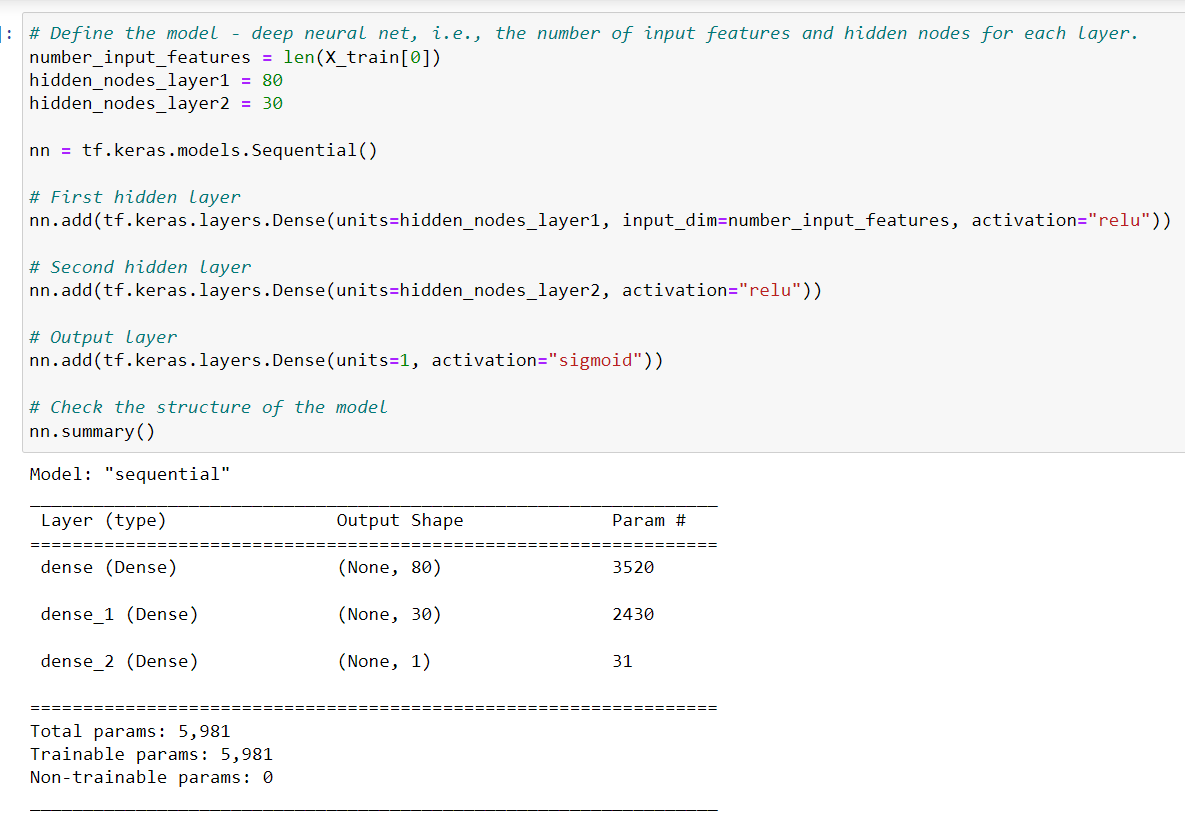 ]:
# Define the model - deep neural net, i.e., the number of input features and hidden nodes for each layer.
number_input_features = len(X_train[0])
hidden_nodes_layer1 = 80
hidden_nodes_layer2 = 30
nn = tf.keras.models.Sequential()
# First hidden layer
nn.add(tf.keras.layers.Dense(units=hidden_nodes_layer1, input_dim=number_input_features, activation="relu"))
# Second hidden layer
nn.add(tf.keras.layers.Dense(units=hidden_nodes_layer2, activation="relu"))
# Output layer
nn.add(tf.keras.layers.Dense(units=1, activation="sigmoid"))
# Check the structure of the model
nn.summary()
Model: "sequential"
_________________________________________________________________
Layer (type) Output Shape Param #
=================================================================
dense (Dense) (None, 80) 3520
dense_1 (Dense) (None, 30) 2430
dense_2 (Dense) (None, 1) 31
=================================================================
Total params: 5,981
Trainable params: 5,981
Non-trainable params: 0
_________________________________________________________________